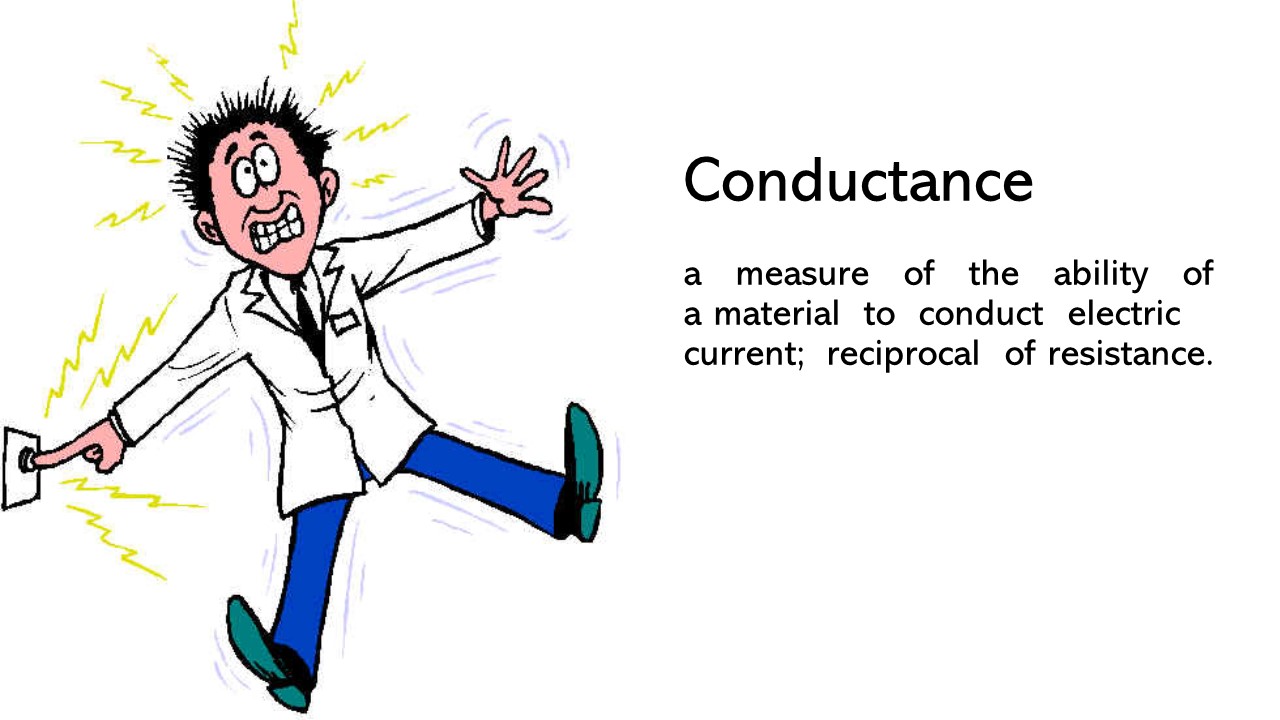 Conductance
a measure of the ability of
a material to conduct electric
current; reciprocal of resistance.